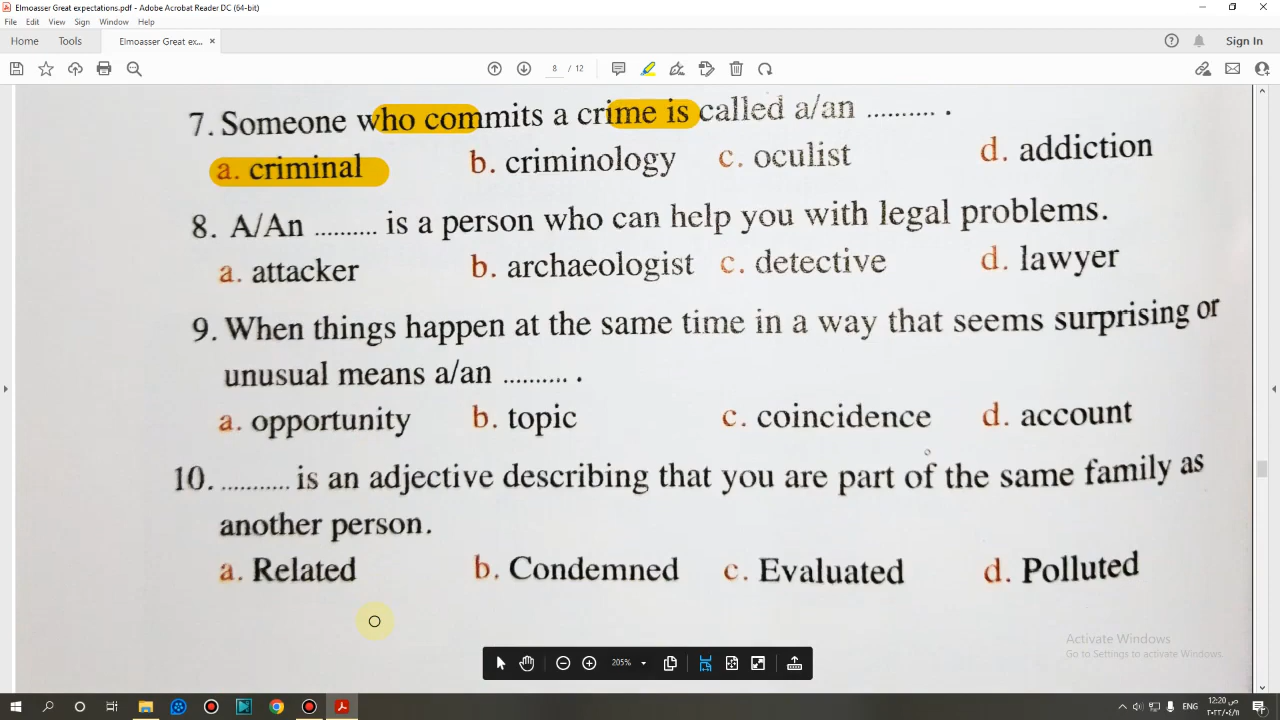 Elmoasser Great expectations.pdf - Adobe Acrobat Reader DC (64-bit)
File Edit View Sign Window Help
Home Tools Elmoasser Great ex... × Sign In
8 / 12
7. Someone who commits a crime is called a/an .......... .
a. criminal b. criminology c. oculist d. addiction
8. A/An .......... is a person who can help you with legal problems.
a. attacker b. archaeologist c. detective d. lawyer
9. When things happen at the same time in a way that seems surprising or
unusual means a/an .......... .
a. opportunity b. topic c. coincidence d. account
10. ........... is an adjective describing that you are part of the same family as
another person.
a. Related b. Condemned c. Evaluated d. Polluted
Activate Windows
Go to Settings to activate Windows.
205%
ENG
12:20 ص